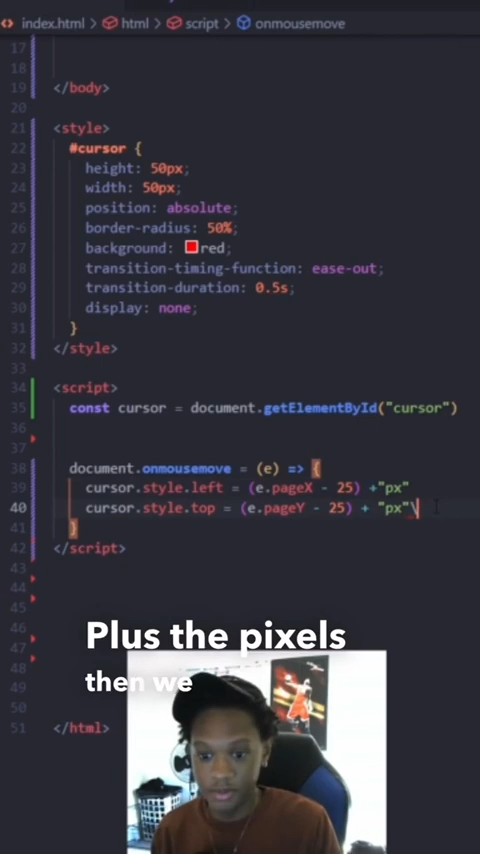 index.html > html > script > onmousemove
17
18
19 </body>
20
21 <style>
22 #cursor {
23 height: 50px;
24 width: 50px;
25 position: absolute;
26 border-radius: 50%;
27 background: red;
28 transition-timing-function: ease-out;
29 transition-duration: 0.5s;
30 display: none;
31 }
32 </style>
33
34 <script>
35 const cursor = document.getElementById("cursor")
36
37
38 document.onmousemove = (e) => {
39 cursor.style.left = (e.pageX - 25) +"px"
40 cursor.style.top = (e.pageY - 25) + "px"\
41 }
42 </script>
43
44
45
46
47
48
49
50
51 </html>
Plus the pixels
then we